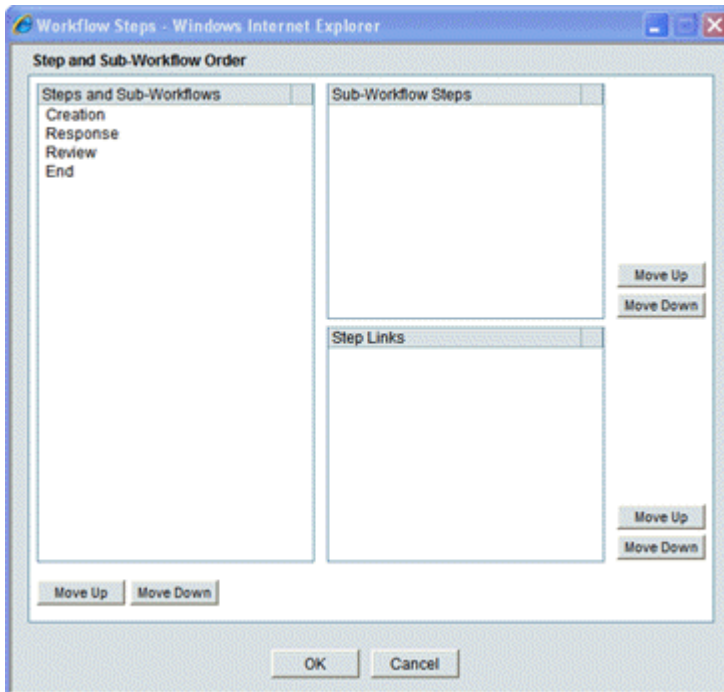 Workflow Steps - Windows Internet Explorer
Step and Sub-Workflow Order
Steps and Sub-Workflows
Creation
Response
Review
End
Sub-Workflow Steps
Move Up
Move Down
Step Links
Move Up
Move Down
Move Up Move Down
OK Cancel